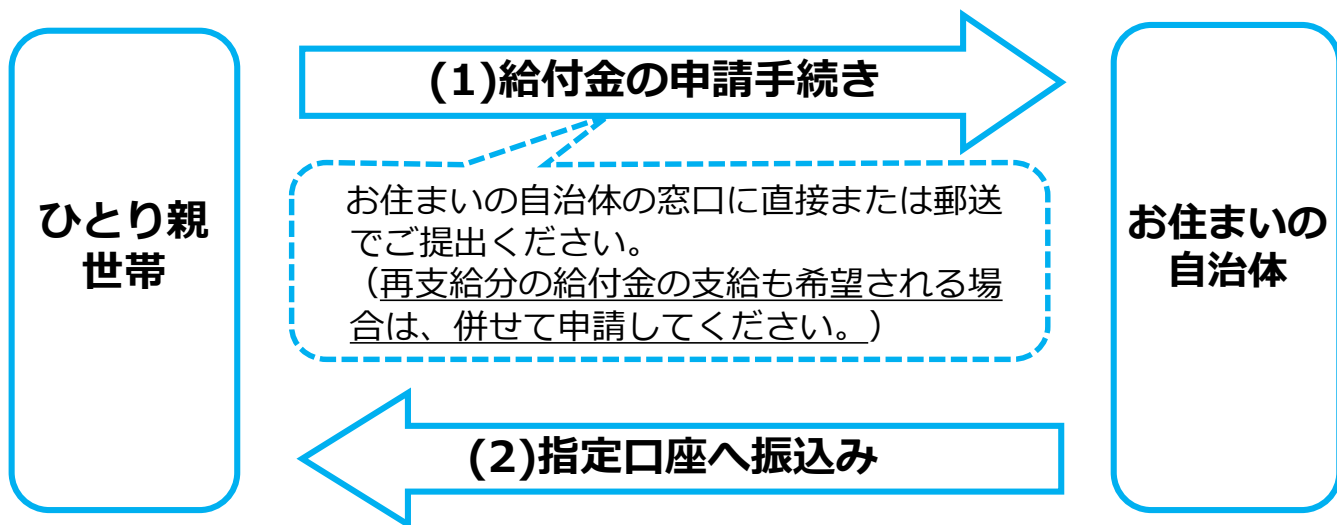 (1)給付金の申請手続き
ひとり親
世帯
お住まいの自治体の窓口に直接または郵送
でご提出ください。
（再支給分の給付金の支給も希望される場
合は、併せて申請してください。）
お住まいの
自治体
(2)指定口座へ振込み